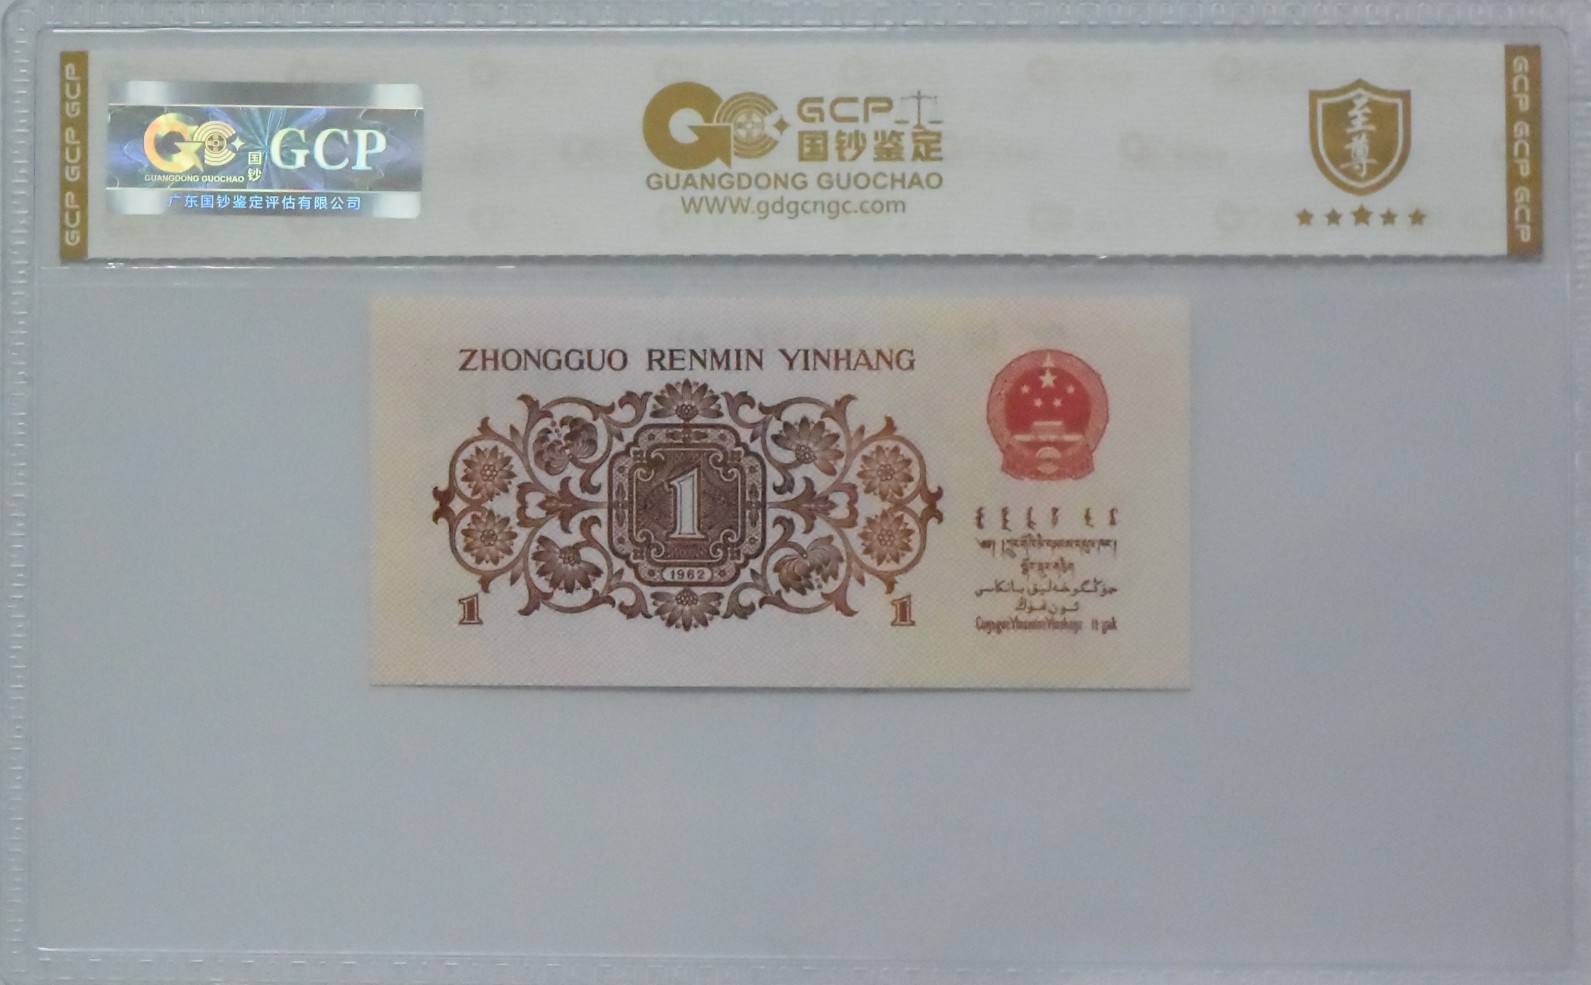 GCP GCP GCP
GC
国钞
GCP
GUANGDONG GUOCHAO
广东国钞鉴定评估有限公司
GCP
国钞鉴定
GUANGDONG GUOCHAO
WWW.gdgcngc.com
至尊
GCP GCP GCP
ZHONGGUO RENMIN YINHANG
1
1962
1
1